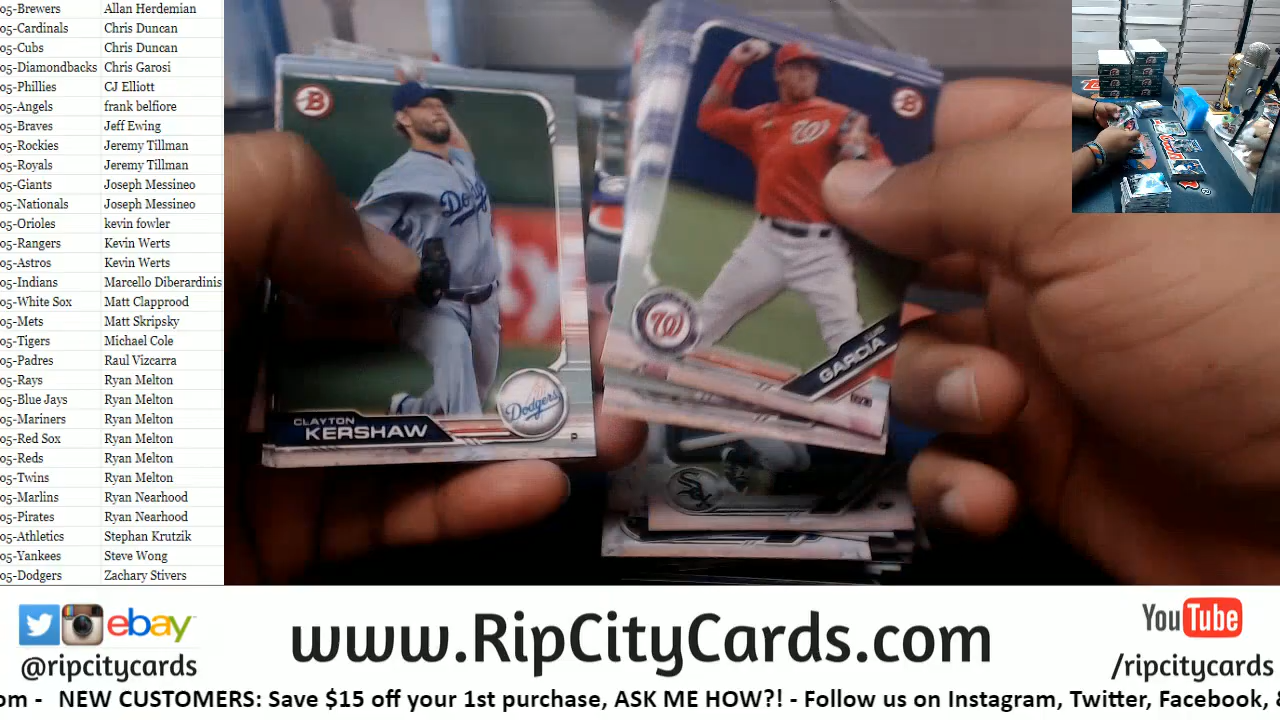 05-Brewers Allan Herdemian
05-Cardinals Chris Duncan
05-Cubs Chris Duncan
05-Diamondbacks Chris Garosi
05-Phillies CJ Elliott
05-Angels frank belfiore
05-Braves Jeff Ewing
05-Rockies Jeremy Tillman
05-Royals Jeremy Tillman
05-Giants Joseph Messineo
05-Nationals Joseph Messineo
05-Orioles kevin fowler
05-Rangers Kevin Werts
05-Astros Kevin Werts
05-Indians Marcello Diberardinis
05-White Sox Matt Clapprood
05-Mets Matt Skripsky
05-Tigers Michael Cole
05-Padres Raul Vizcarra
05-Rays Ryan Melton
05-Blue Jays Ryan Melton
05-Mariners Ryan Melton
05-Red Sox Ryan Melton
05-Reds Ryan Melton
05-Twins Ryan Melton
05-Marlins Ryan Nearhood
05-Pirates Ryan Nearhood
05-Athletics Stephan Krutzik
05-Yankees Steve Wong
05-Dodgers Zachary Stivers
B
Dodgers
CLAYTON
KERSHAW
Dodgers
P
B
W
W
GARCIA
Sox
ebay
@ripcitycards
www.RipCityCards.com
YouTube
/ripcitycards
om - NEW CUSTOMERS: Save $15 off your 1st purchase, ASK ME HOW?! - Follow us on Instagram, Twitter, Facebook, &